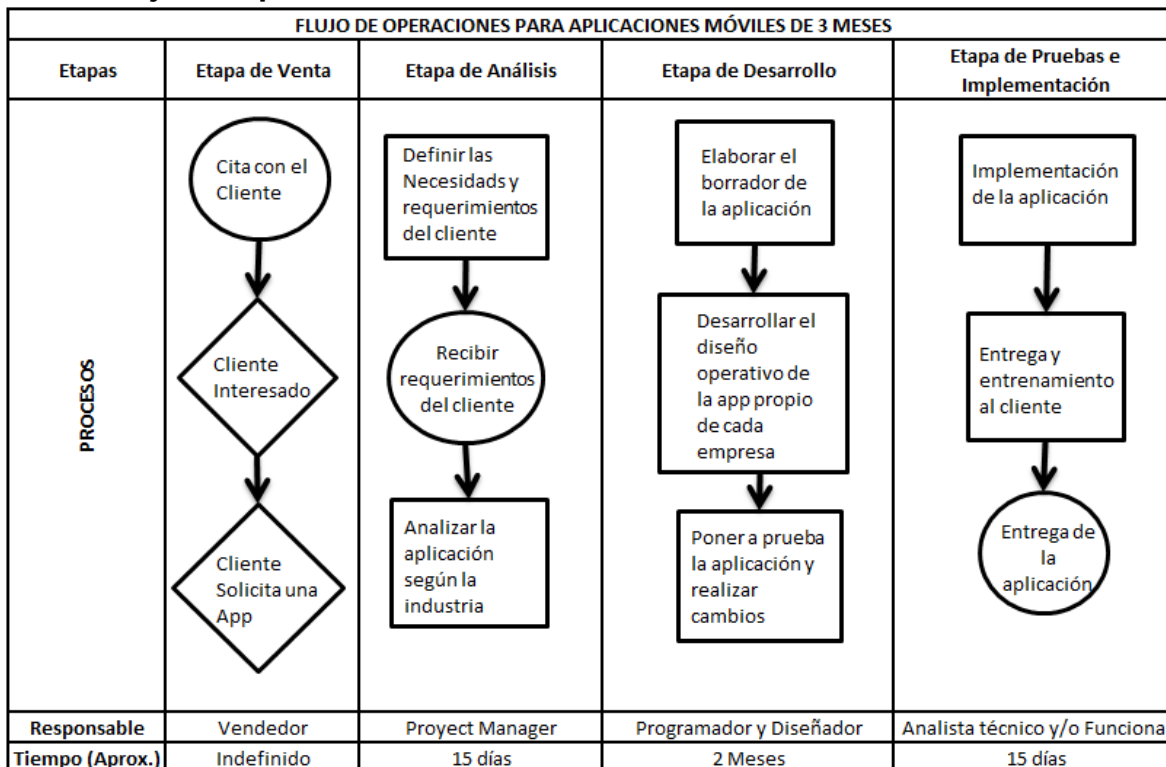 FLUJO DE OPERACIONES PARA APLICACIONES MÓVILES DE 3 MESES
Etapas
Etapa de Venta
Etapa de Análisis
Etapa de Desarrollo
Etapa de Pruebas e
Implementación
PROCESOS
Cita con el
Cliente
Cliente
Interesado
Cliente
Solicita una
App
Definir las
Necesidads y
requerimientos
del cliente
Recibir
requerimientos
del cliente
Analizar la
aplicación
según la
industria
Elaborar el
borrador de
la aplicación
Desarrollar el
diseño
operativo de
la app propio
de cada
empresa
Poner a prueba
la aplicación y
realizar
cambios
Implementación
de la aplicación
Entrega y
entrenamiento
al cliente
Entrega de
la
aplicación
Responsable
Vendedor
Proyect Manager
Programador y Diseñador
Analista técnico y/o Funciona
Tiempo (Aprox.)
Indefinido
15 días
2 Meses
15 días